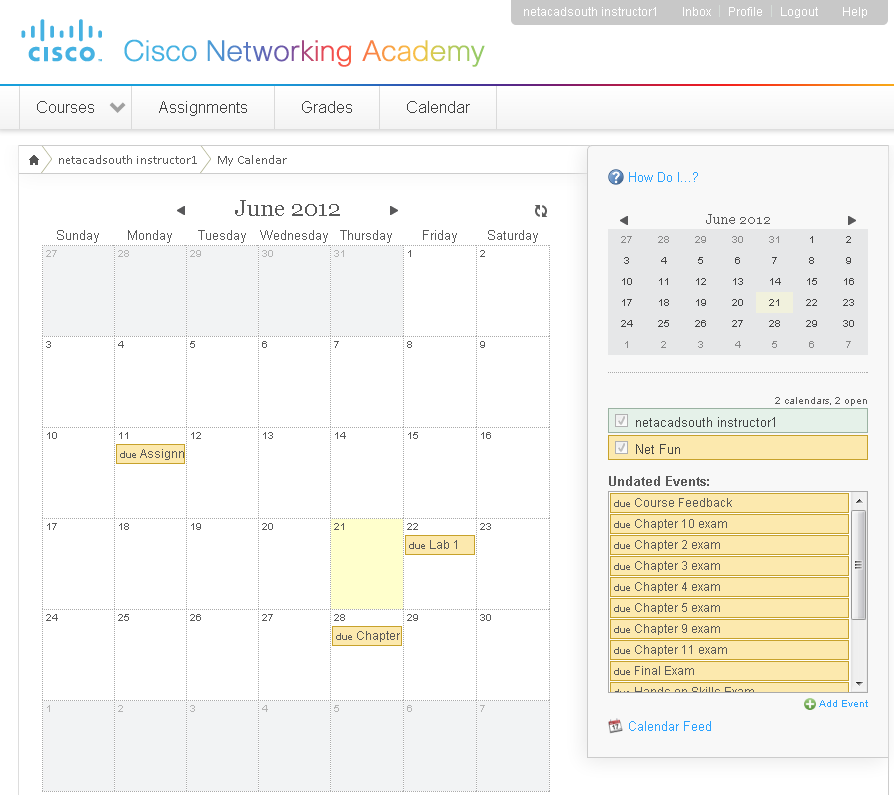 netacadsouth instructor1 Inbox Profile Logout Help
cisco. Cisco Networking Academy
Courses Assignments Grades Calendar
netacadsouth instructor1 My Calendar
June 2012
Sunday Monday Tuesday Wednesday Thursday Friday Saturday
27 28 29 30 31 1 2
3 4 5 6 7 8 9
10 11 12 13 14 15 16
due Assignn
17 18 19 20 21 22 23
due Lab 1
24 25 26 27 28 29 30
due Chapter
1 2 3 4 5 6 7
How Do I...?
June 2012
27 28 29 30 31 1 2
3 4 5 6 7 8 9
10 11 12 13 14 15 16
17 18 19 20 21 22 23
24 25 26 27 28 29 30
1 2 3 4 5 6 7
2 calendars, 2 open
netacadsouth instructor1
Net Fun
Undated Events:
due Course Feedback
due Chapter 10 exam
due Chapter 2 exam
due Chapter 3 exam
due Chapter 4 exam
due Chapter 5 exam
due Chapter 9 exam
due Chapter 11 exam
due Final Exam
due Hands on Skills Exam
Add Event
Calendar Feed